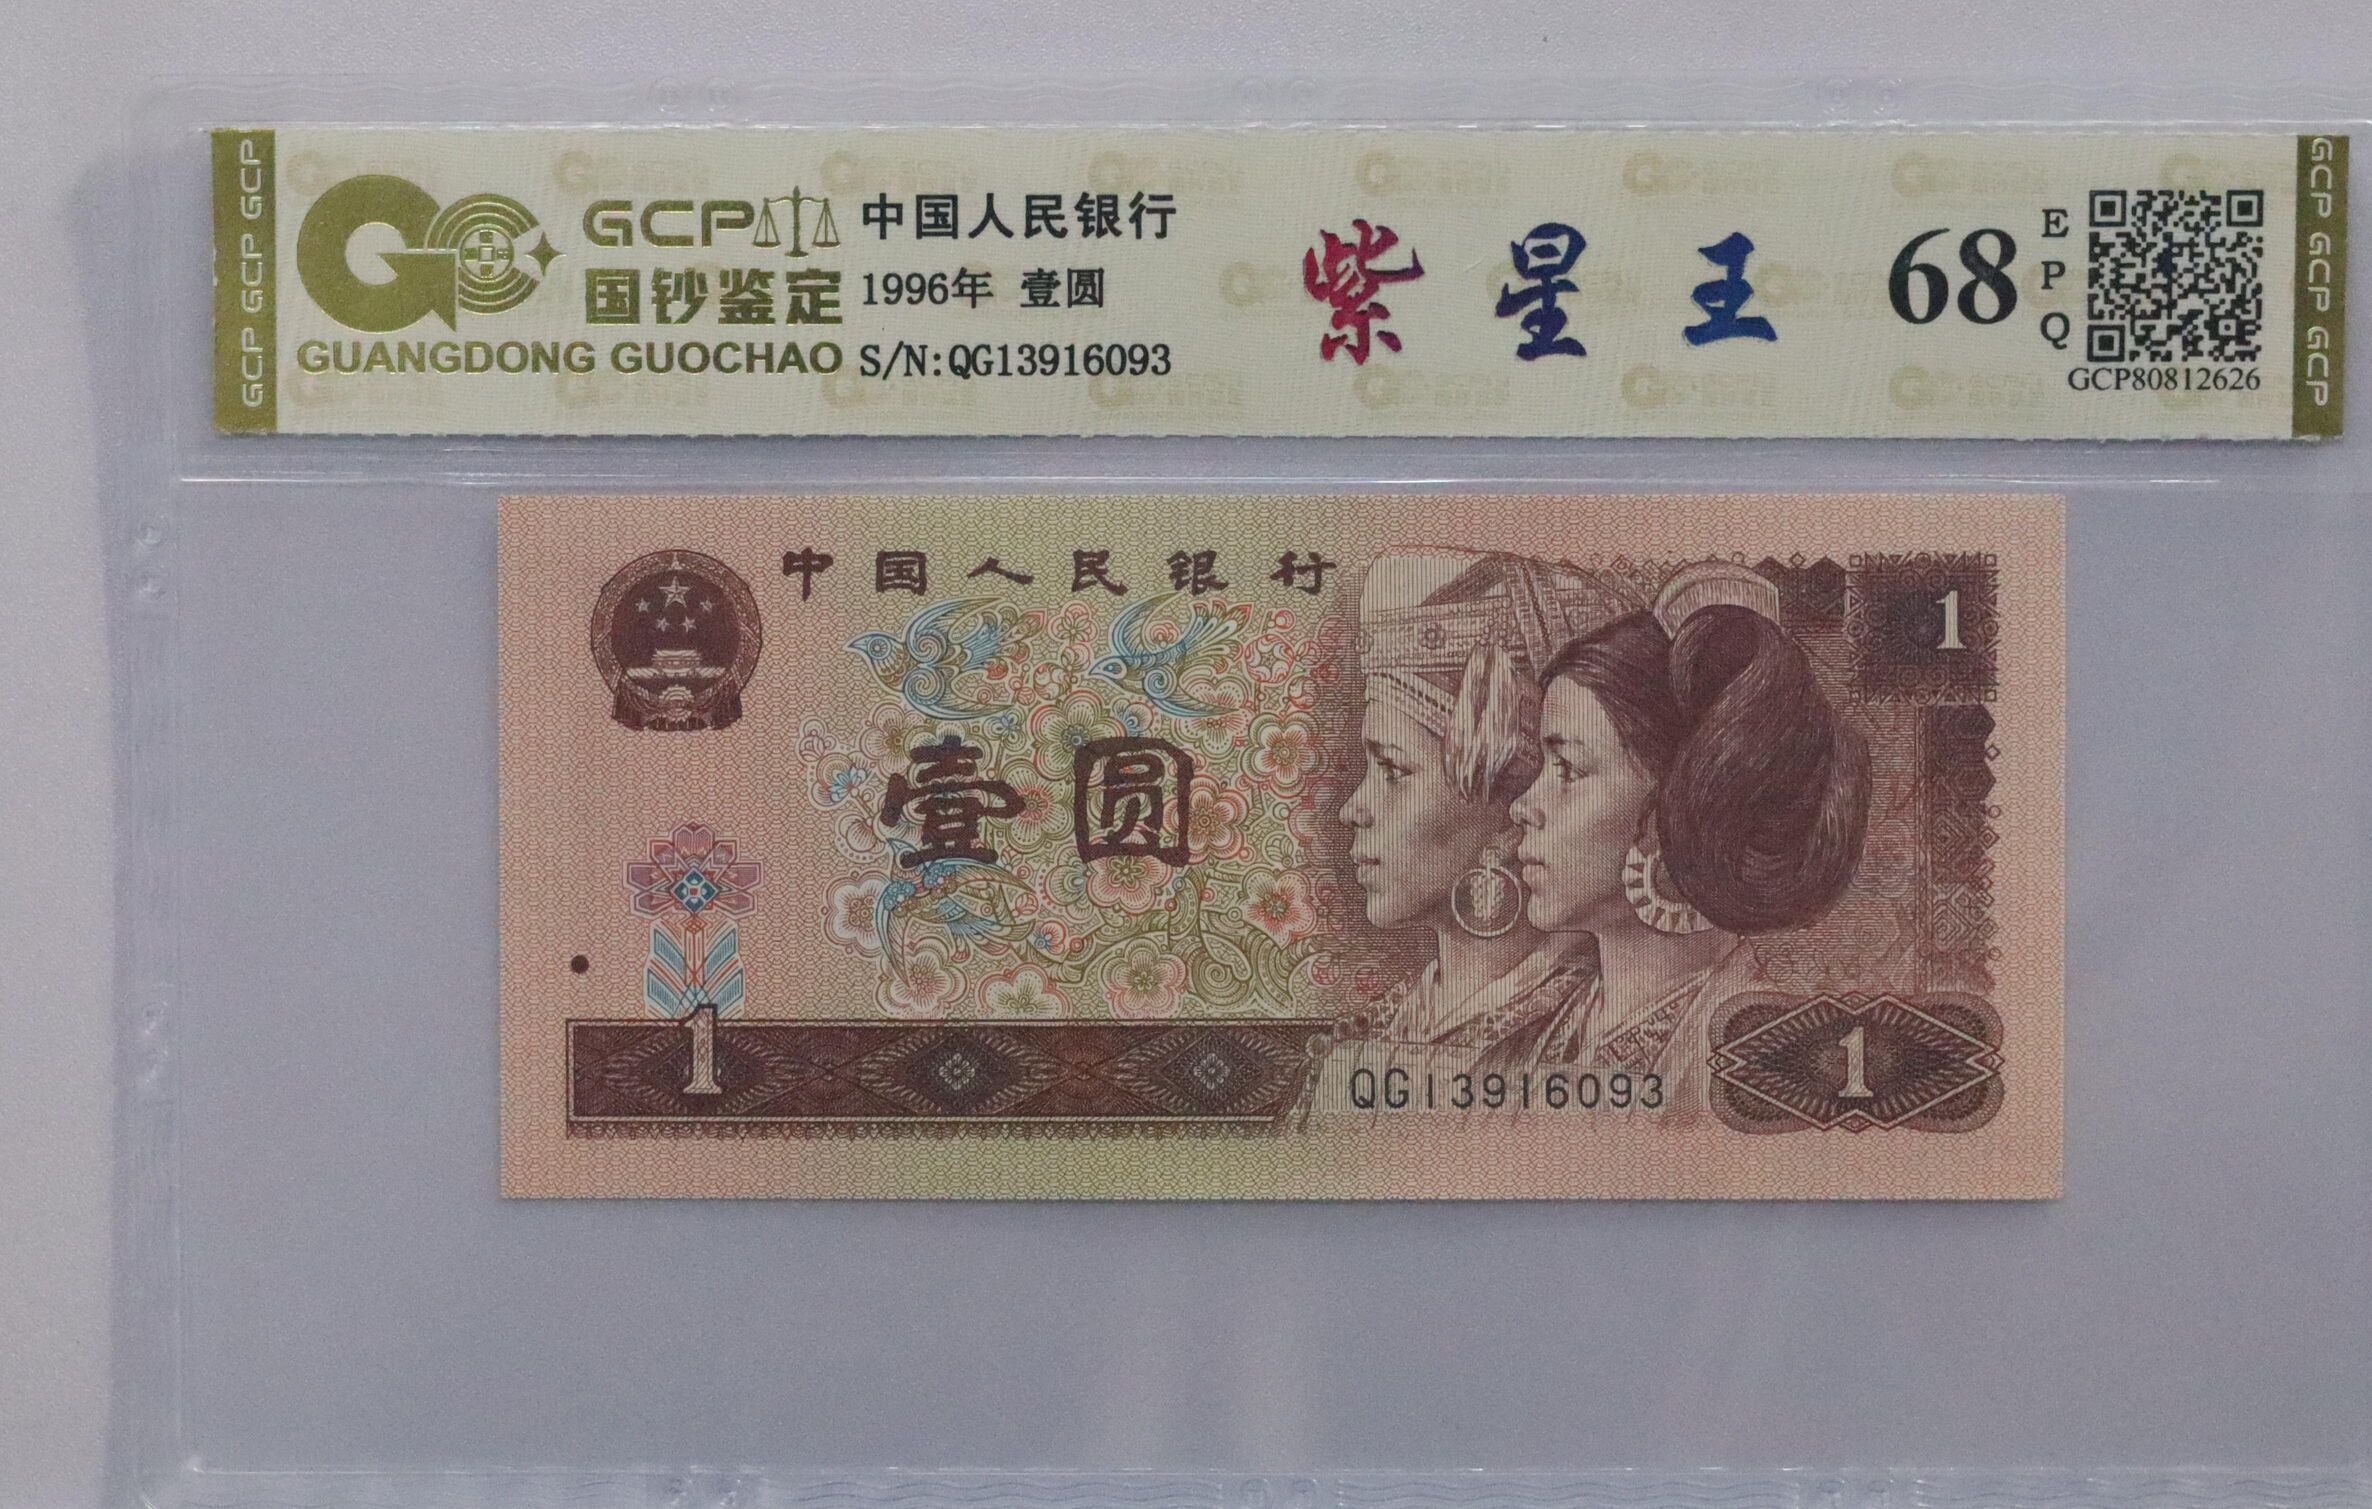 GCP GCP GCP
GCP
国钞鉴定
GUANGDONG GUOCHAO
中国人民银行
1996年 壹圆
S/N:QG13916093
紫星王
68
EPQ
GCP80812626
GCP GCP GCP
中国人民银行
1
壹圆
1
QG13916093
1